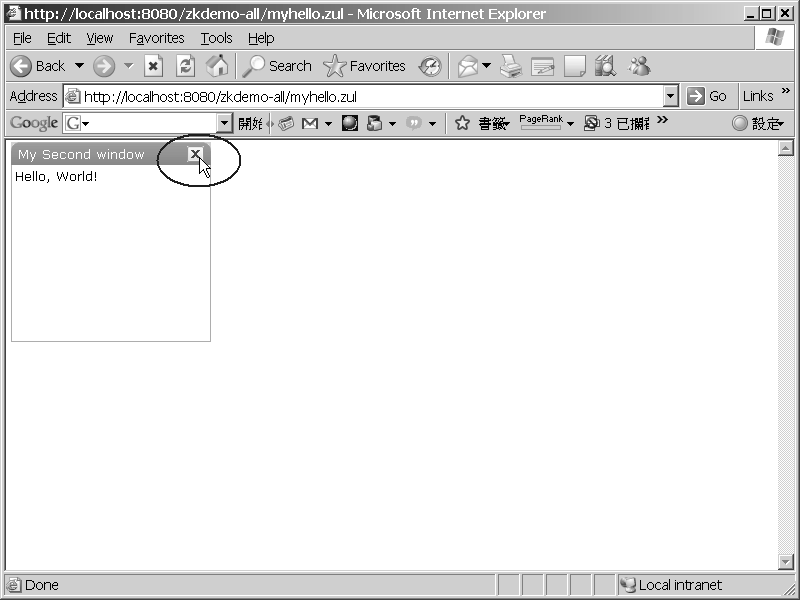 http://localhost:8080/zkdemo-all/myhello.zul - Microsoft Internet Explorer
File Edit View Favorites Tools Help
Back Search Favorites
Address http://localhost:8080/zkdemo-all/myhello.zul Go Links »
Google G 開始 書籤 PageRank 3 已攔 » 設定
My Second window
Hello, World!
Done Local intranet